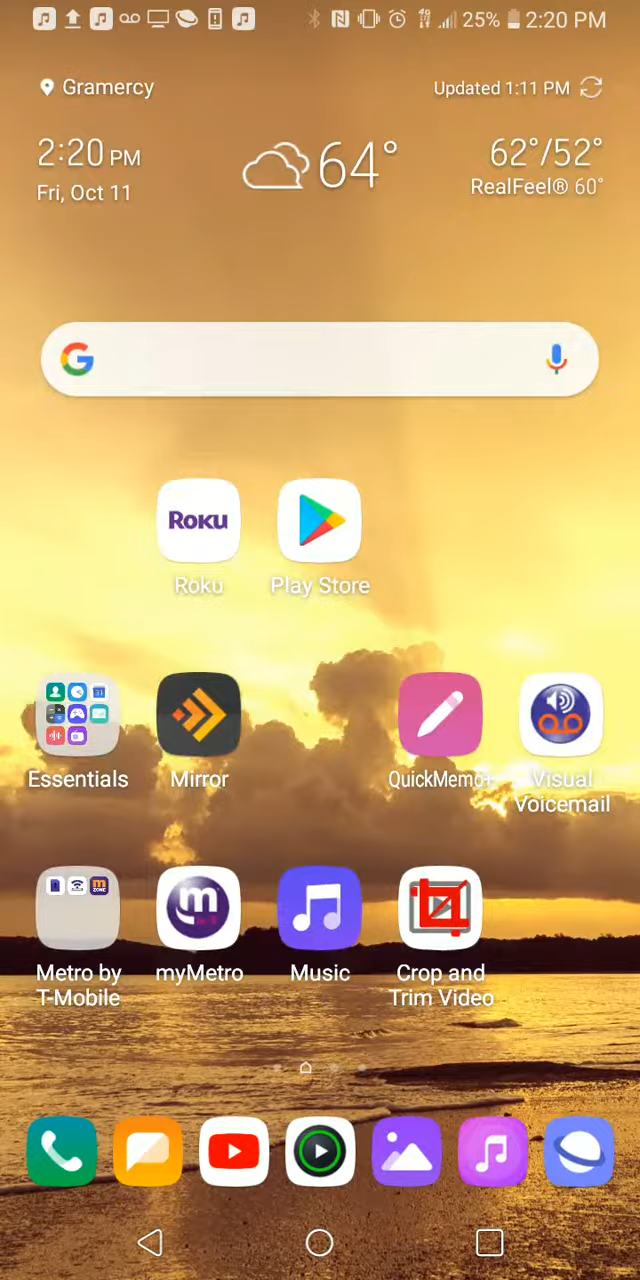 25% 2:20 PM
Gramercy
Updated 1:11 PM
2:20 PM
64°
62°/52°
Fri, Oct 11
RealFeel® 60°
G
Roku
Roku
Play Store
Essentials
Mirror
QuickMemo+
Visual
Voicemail
m
Metro by
T-Mobile
myMetro
Music
Crop and
Trim Video